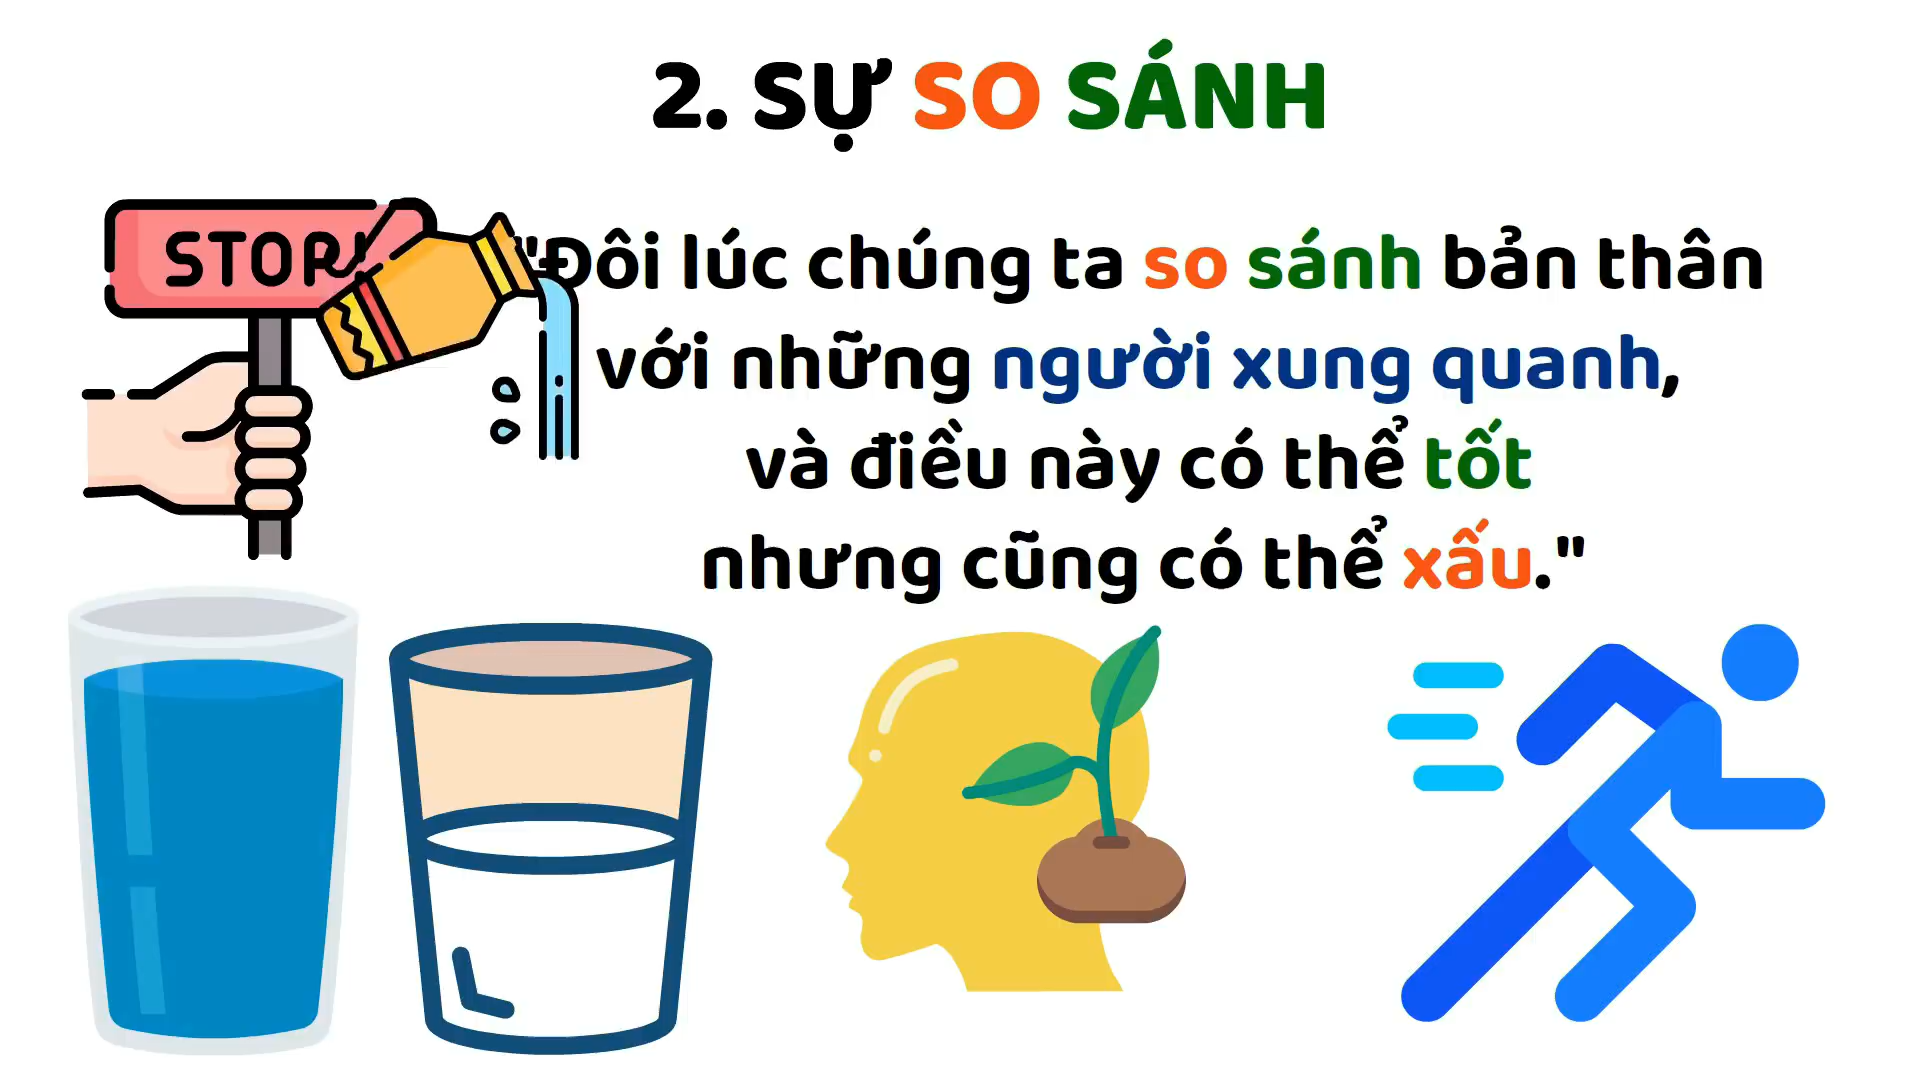 2. SỰ SO SÁNH
STOP!
"Đôi lúc chúng ta so sánh bản thân
với những người xung quanh,
và điều này có thể tốt
nhưng cũng có thể xấu."